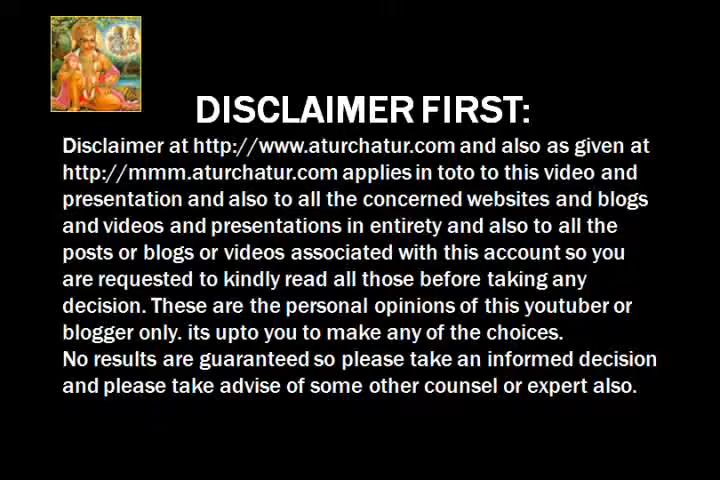 DISCLAIMER FIRST:
Disclaimer at http://www.aturchatur.com and also as given at
http://mmm.aturchatur.com applies in toto to this video and
presentation and also to all the concerned websites and blogs
and videos and presentations in entirety and also to all the
posts or blogs or videos associated with this account so you
are requested to kindly read all those before taking any
decision. These are the personal opinions of this youtuber or
blogger only. its upto you to make any of the choices.
No results are guaranteed so please take an informed decision
and please take advise of some other counsel or expert also.